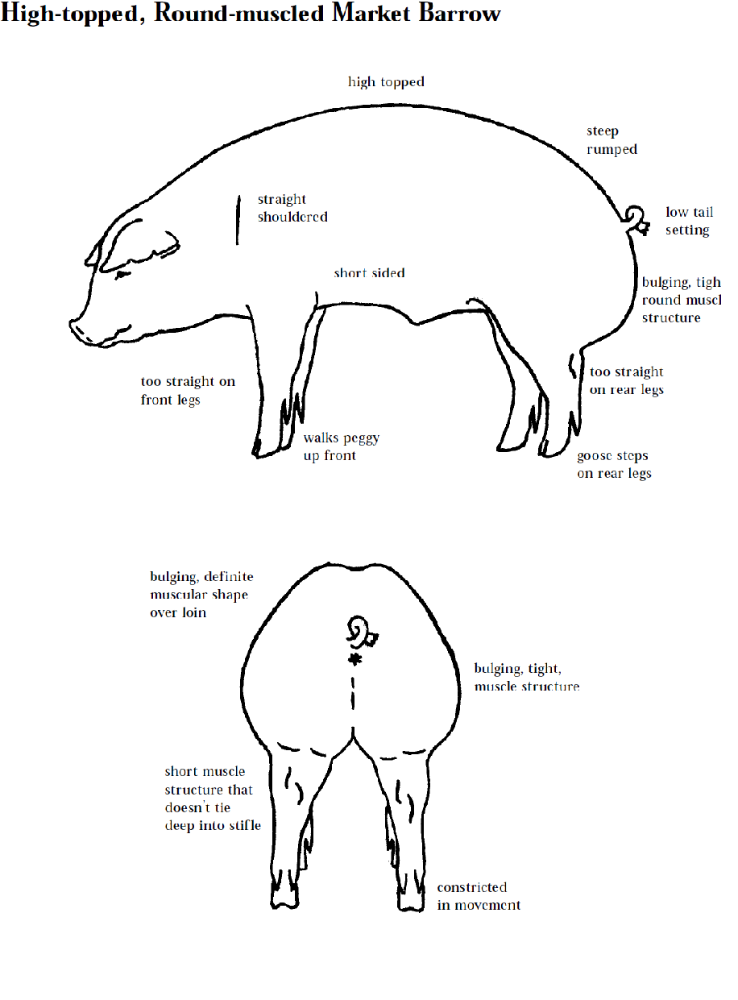 High-topped, Round-muscled Market Barrow
high topped
steep
rumped
straight
shouldered
low tail
setting
short sided
bulging, tigh
round muscl
structure
too straight on
front legs
too straight
on rear legs
walks peggy
up front
goose steps
on rear legs
bulging, definite
muscular shape
over loin
bulging, tight,
muscle structure
short muscle
structure that
doesn't tie
deep into stifle
constricted
in movement